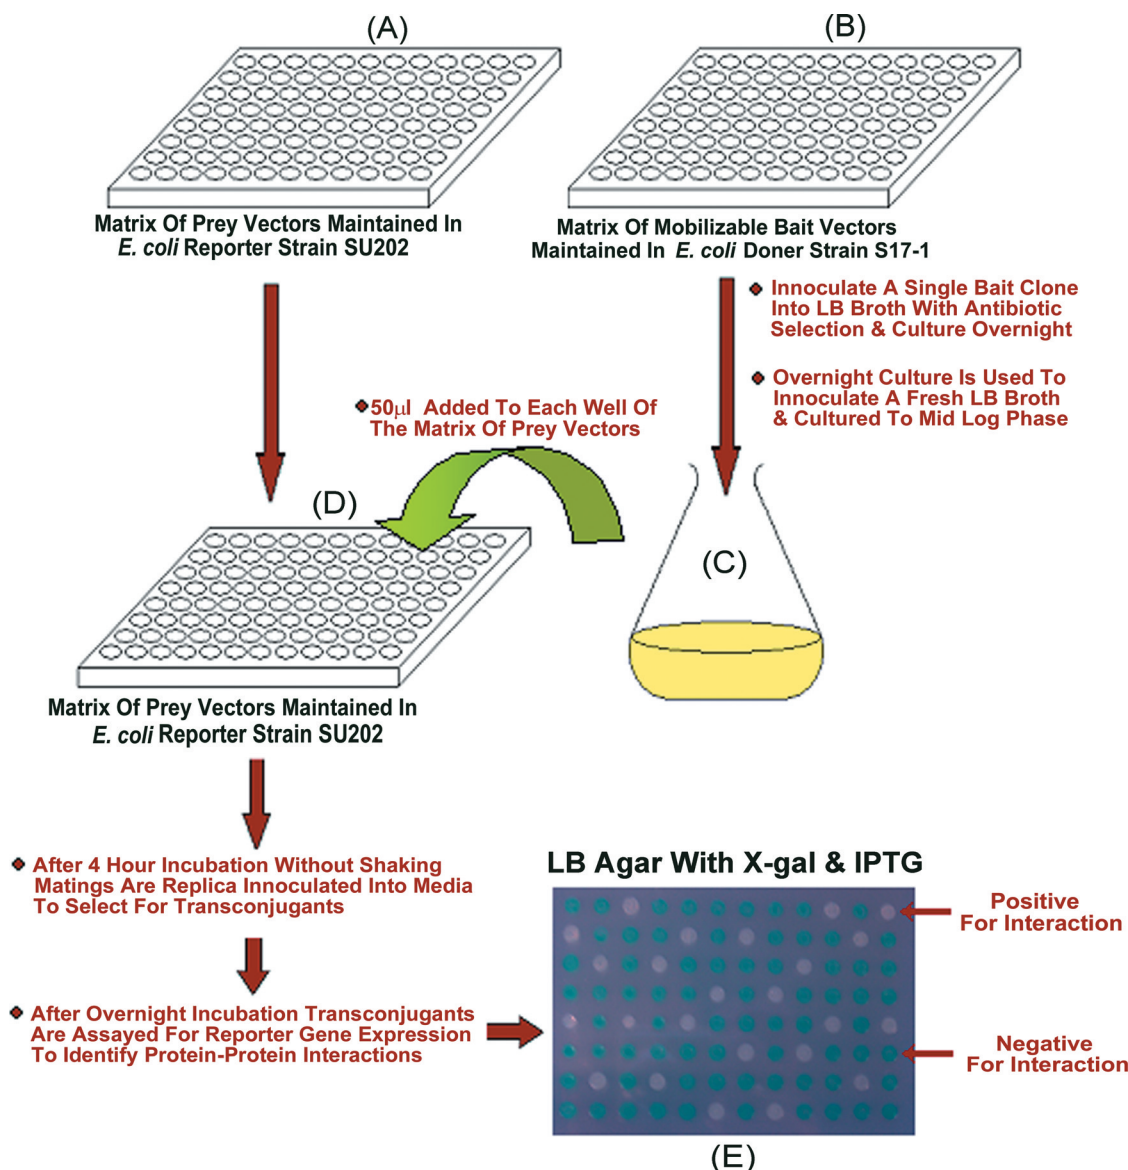 (A)
(B)
Matrix Of Prey Vectors Maintained In
E. coli Reporter Strain SU202
Matrix Of Mobilizable Bait Vectors
Maintained In E. coli Doner Strain S17-1
Innoculate A Single Bait Clone
Into LB Broth With Antibiotic
Selection & Culture Overnight
Overnight Culture Is Used To
Innoculate A Fresh LB Broth
& Cultured To Mid Log Phase
50µl Added To Each Well Of
The Matrix Of Prey Vectors
(D)
(C)
Matrix Of Prey Vectors Maintained In
E. coli Reporter Strain SU202
After 4 Hour Incubation Without Shaking
Matings Are Replica Innoculated Into Media
To Select For Transconjugants
After Overnight Incubation Transconjugants
Are Assayed For Reporter Gene Expression
To Identify Protein-Protein Interactions
LB Agar With X-gal & IPTG
Positive
For Interaction
Negative
For Interaction
(E)